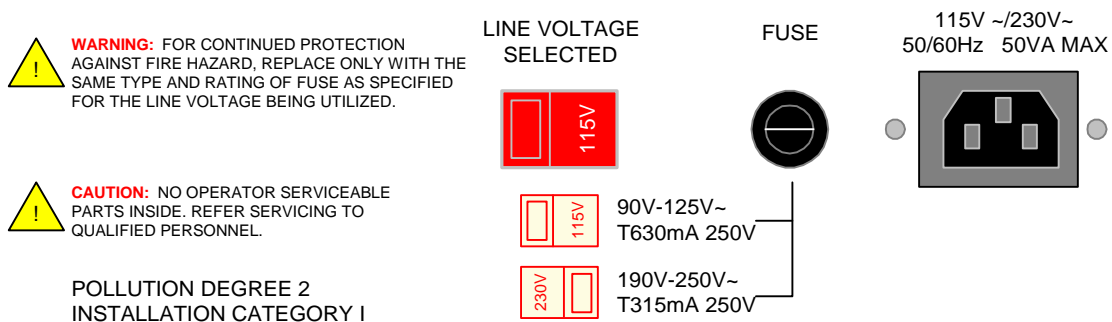 WARNING: FOR CONTINUED PROTECTION
AGAINST FIRE HAZARD, REPLACE ONLY WITH THE
SAME TYPE AND RATING OF FUSE AS SPECIFIED
FOR THE LINE VOLTAGE BEING UTILIZED.
!
CAUTION: NO OPERATOR SERVICEABLE
PARTS INSIDE. REFER SERVICING TO
QUALIFIED PERSONNEL.
!
POLLUTION DEGREE 2
INSTALLATION CATEGORY I
LINE VOLTAGE
SELECTED
115V
FUSE
115V
90V-125V~
T630mA 250V
230V
190V-250V~
T315mA 250V
115V ~/230V~
50/60Hz 50VA MAX